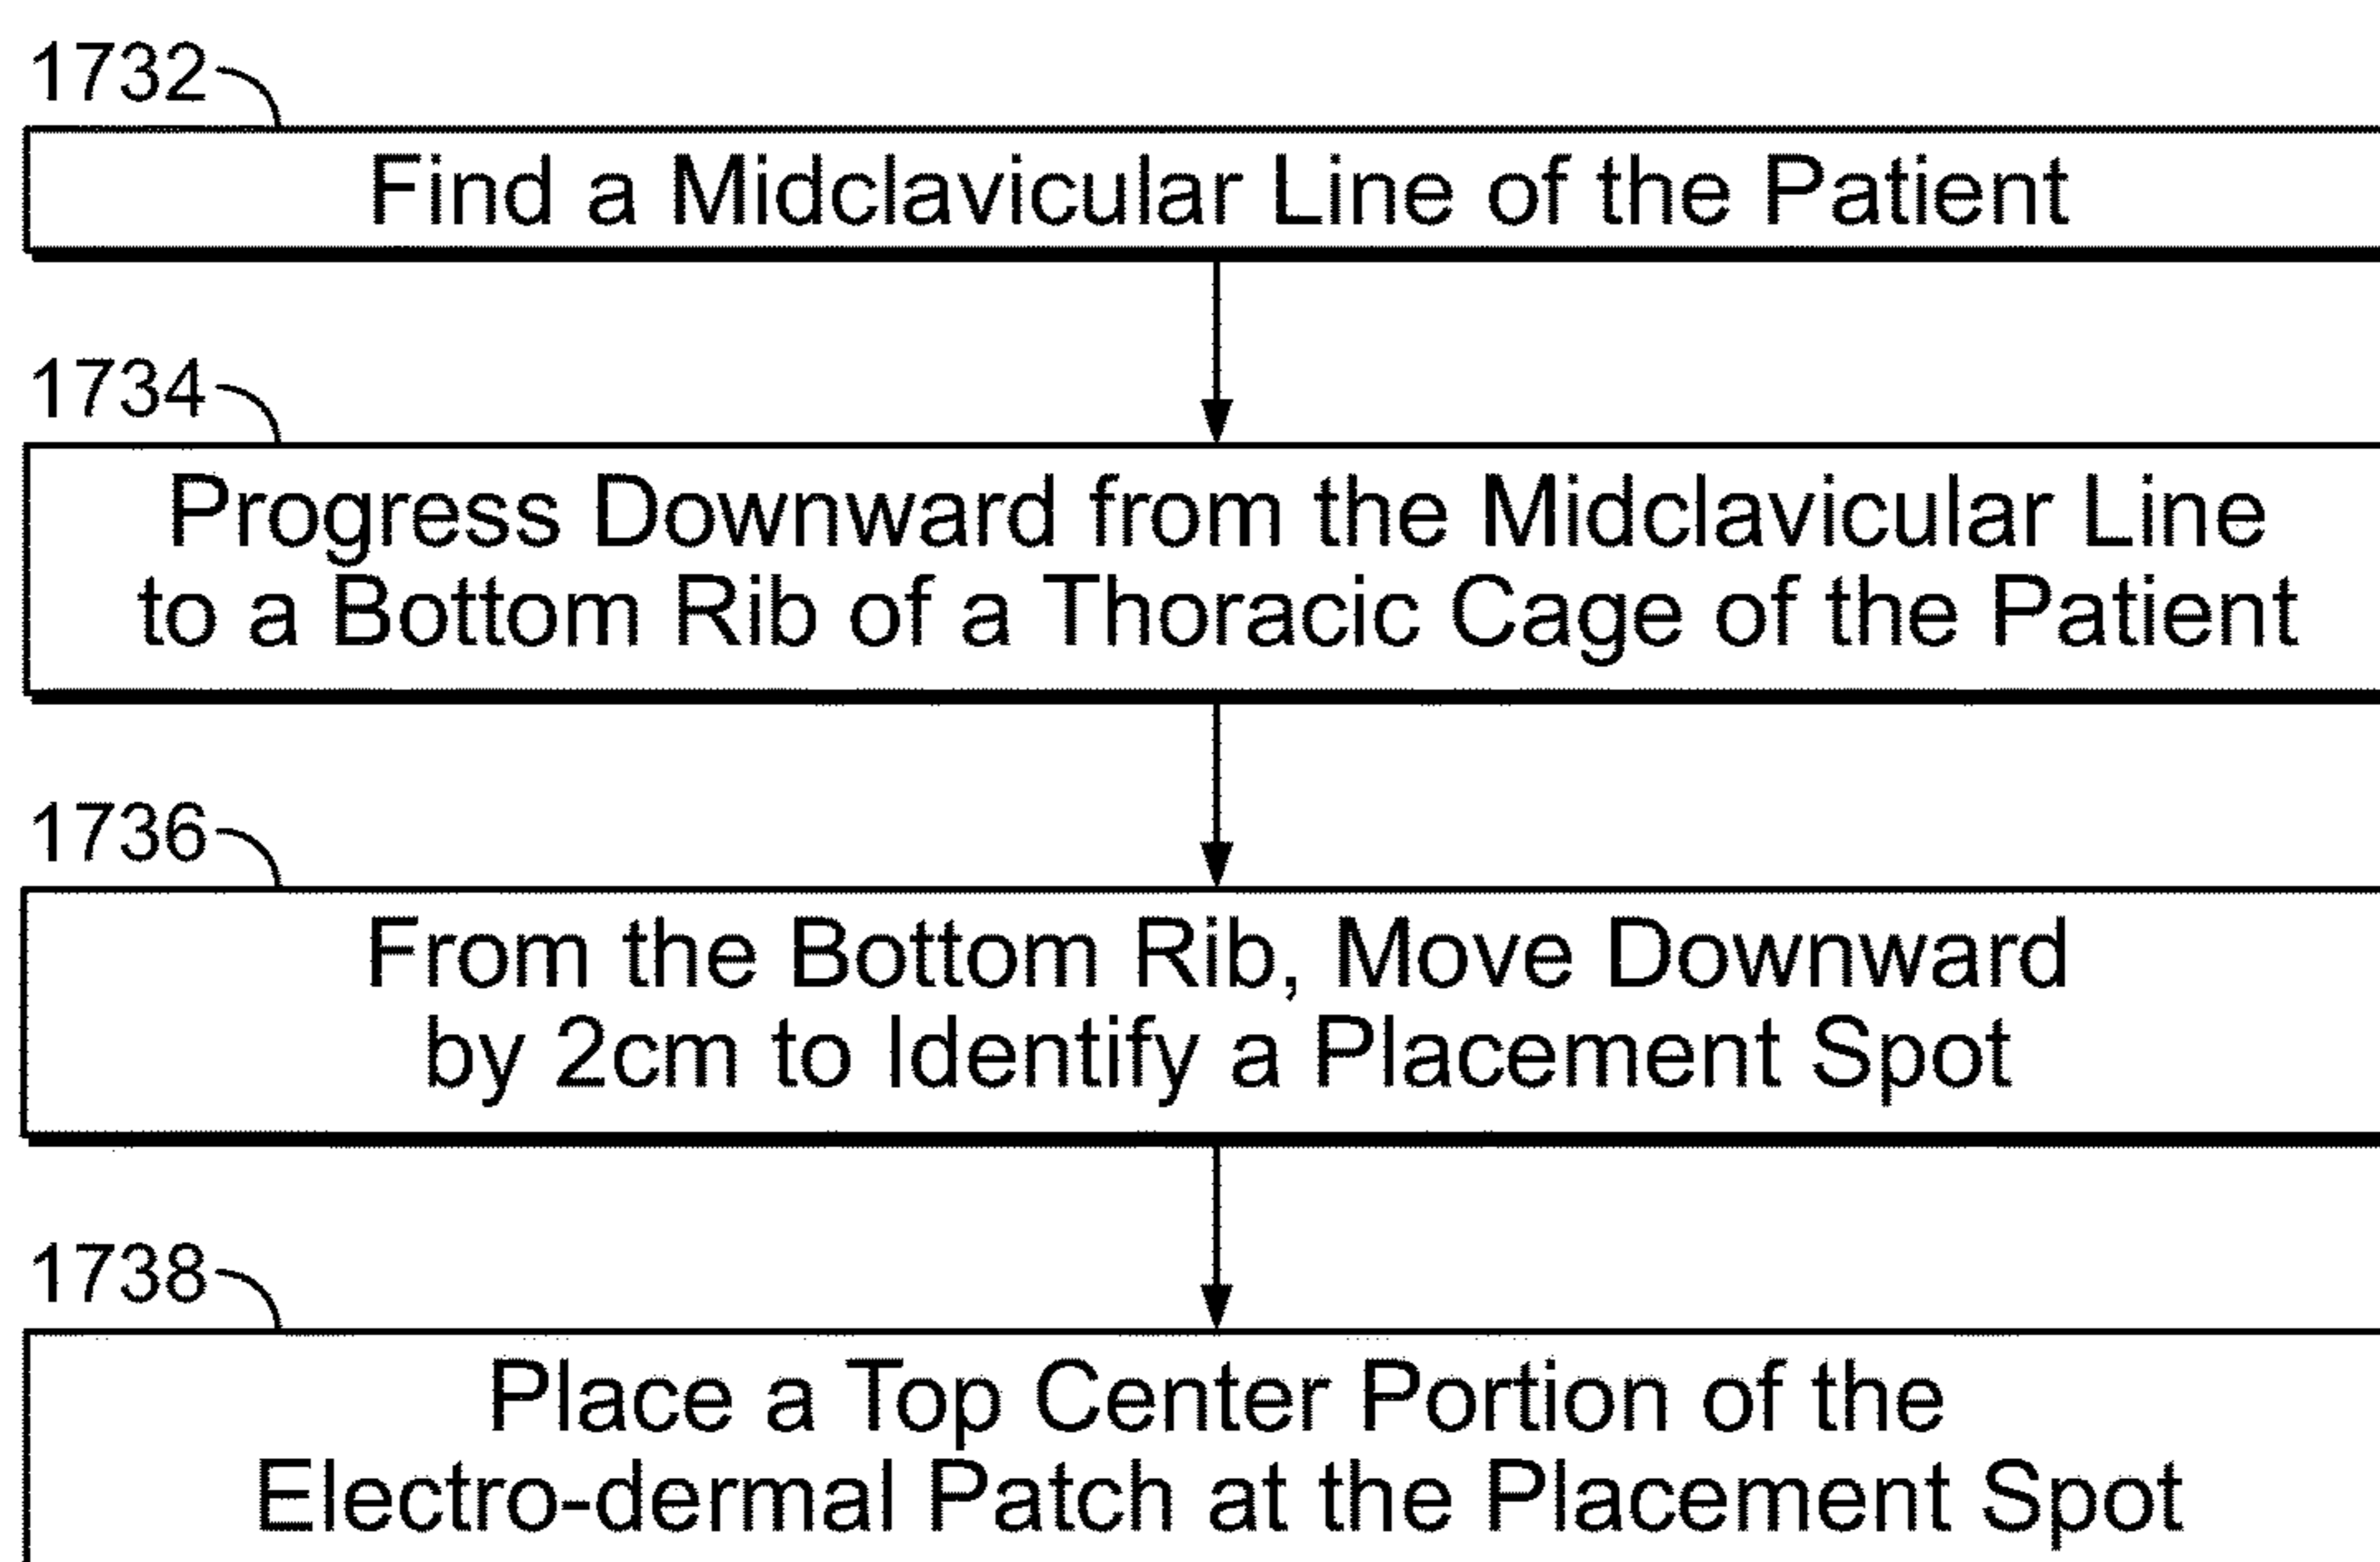 1732
Find a Midclavicular Line of the Patient
1734
Progress Downward from the Midclavicular Line
to a Bottom Rib of a Thoracic Cage of the Patient
1736
From the Bottom Rib, Move Downward
by 2cm to Identify a Placement Spot
1738
Place a Top Center Portion of the
Electro-dermal Patch at the Placement Spot